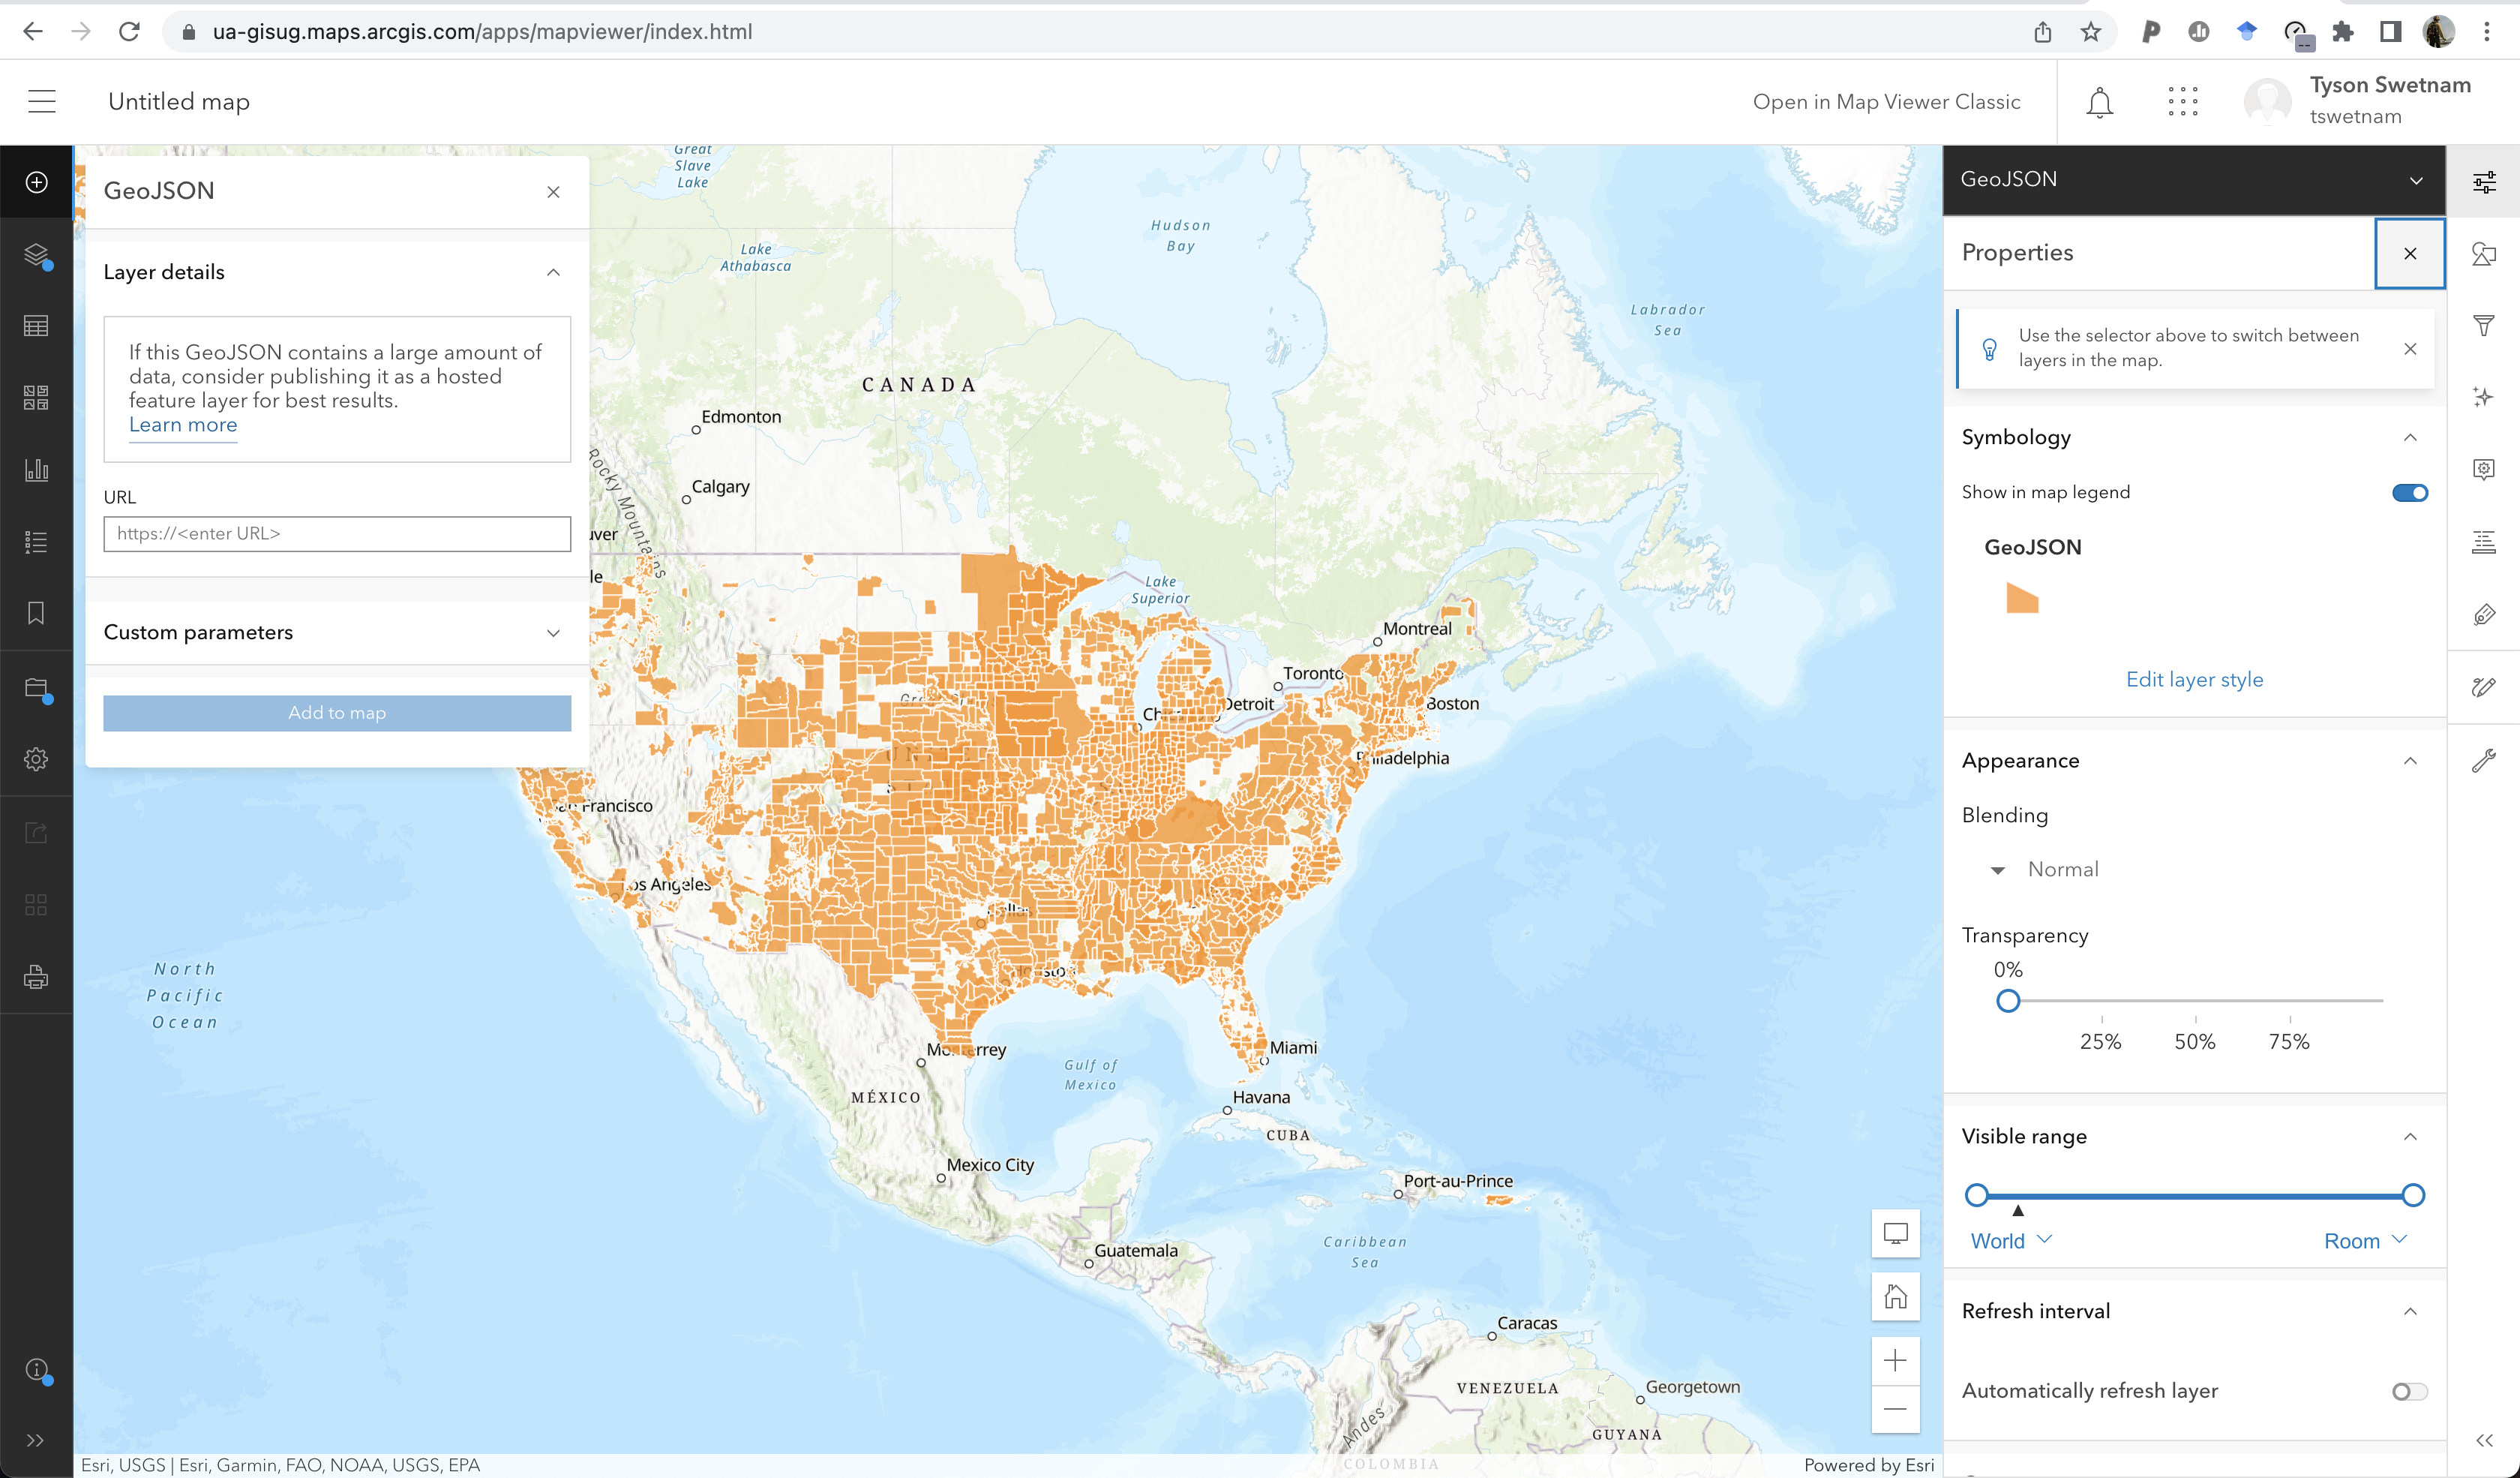 ua-gisug.maps.arcgis.com/apps/mapviewer/index.html
Untitled map
Open in Map Viewer Classic
Tyson Swetnam
tswetnam
GeoJSON
Layer details
If this GeoJSON contains a large amount of
data, consider publishing it as a hosted
feature layer for best results.
Learn more
URL
https://<enter URL>
Custom parameters
Add to map
Great
Slave
Lake
Lake
Athabasca
Hudson
Bay
Labrador
Sea
CANADA
Edmonton
Calgary
Rocky Mountains
uver
le
Lake
Superior
Montreal
Toronto
Detroit
Boston
Philadelphia
San Francisco
Los Angeles
Dallas
Houston
North
Pacific
Ocean
Monterrey
Gulf of
Mexico
Miami
MÉXICO
Havana
CUBA
Mexico City
Port-au-Prince
Guatemala
Caribbean
Sea
Caracas
VENEZUELA
Georgetown
GUYANA
Andes
COLOMBIA
Esri, USGS | Esri, Garmin, FAO, NOAA, USGS, EPA
Powered by Esri
GeoJSON
Properties
Use the selector above to switch between
layers in the map.
Symbology
Show in map legend
GeoJSON
Edit layer style
Appearance
Blending
Normal
Transparency
0%
25% 50% 75%
Visible range
World Room
Refresh interval
Automatically refresh layer